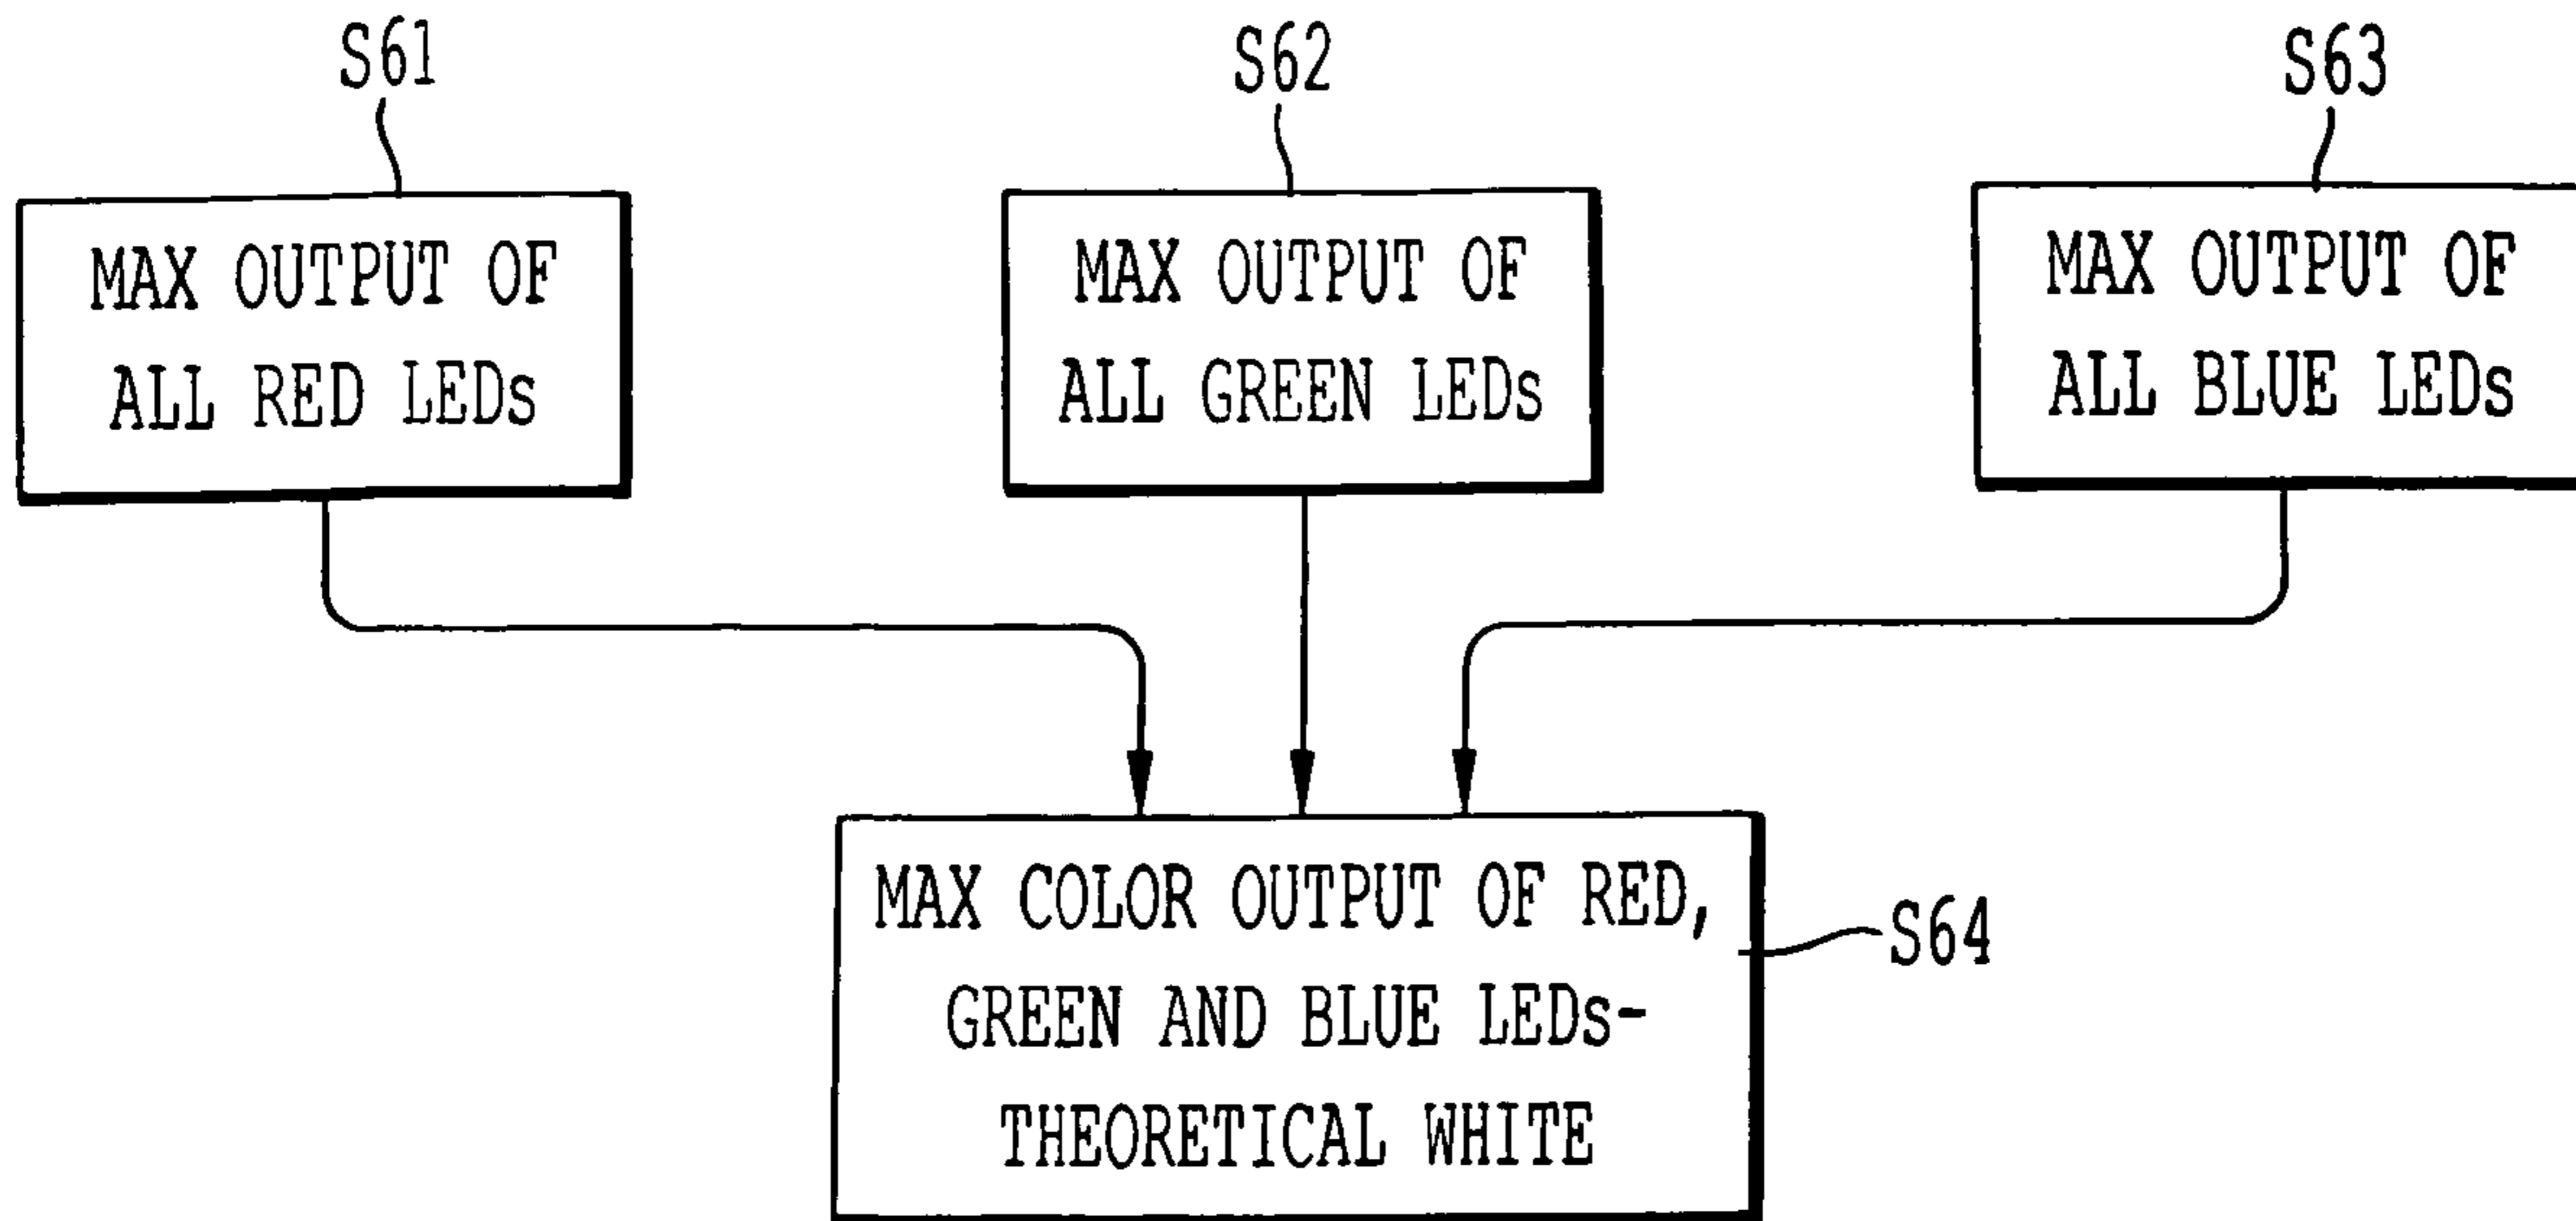 S61
S62
S63
MAX OUTPUT OF
ALL RED LEDs
MAX OUTPUT OF
ALL GREEN LEDs
MAX OUTPUT OF
ALL BLUE LEDs
MAX COLOR OUTPUT OF RED,
GREEN AND BLUE LEDs-
THEORETICAL WHITE
S64